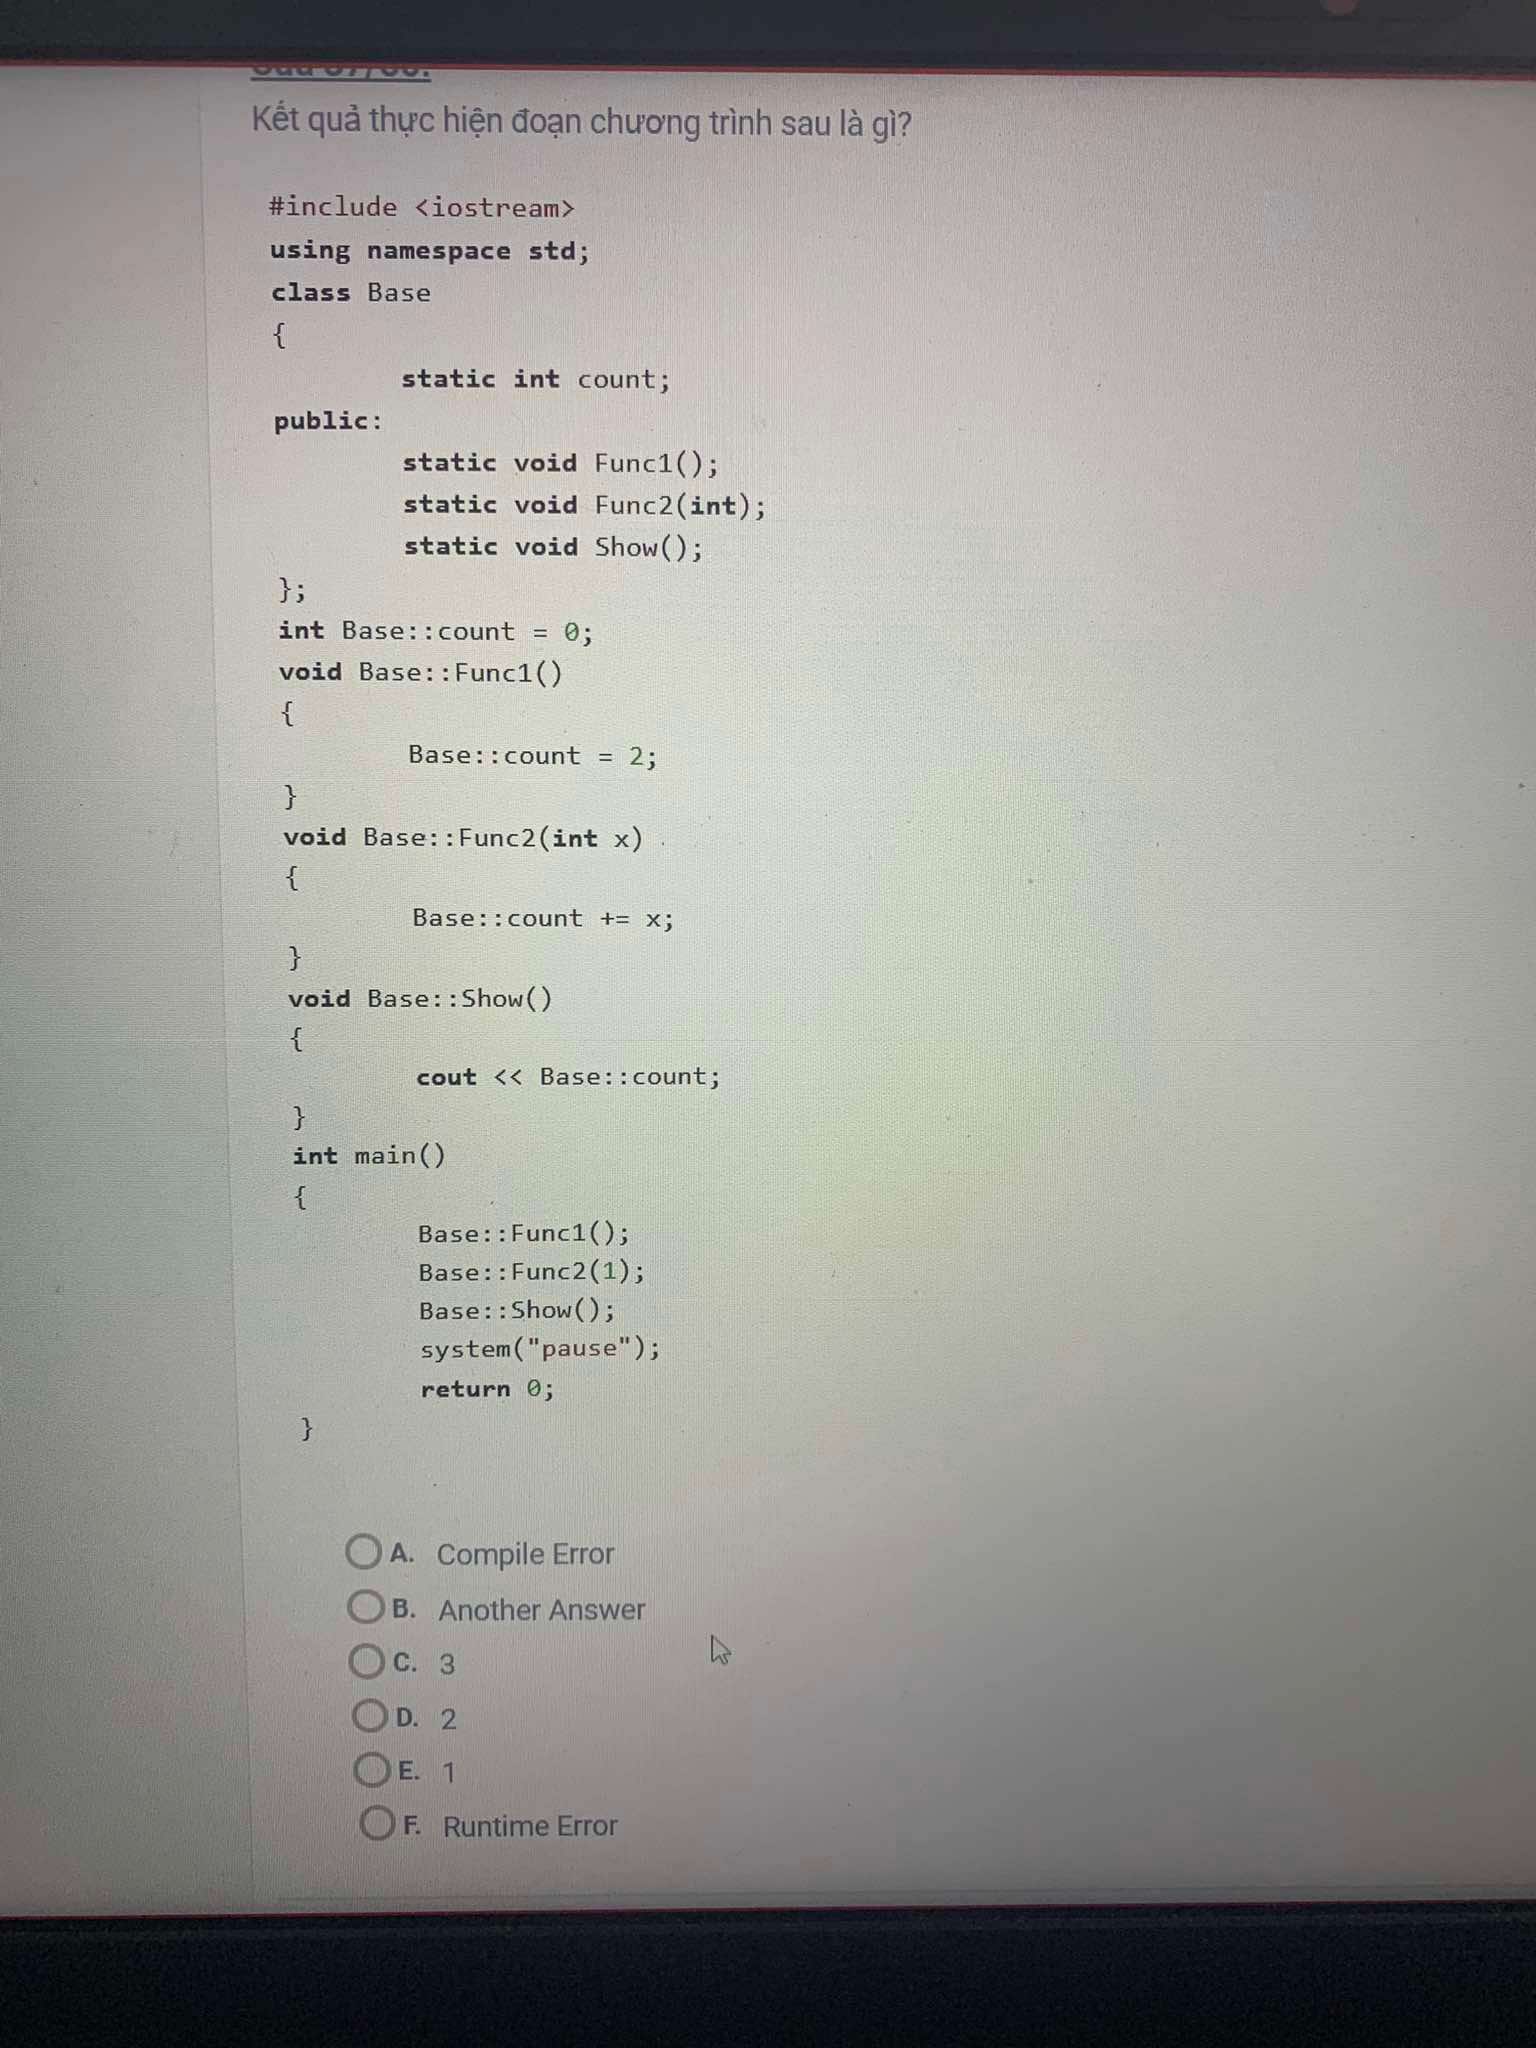 Kết quả thực hiện đoạn chương trình sau là gì?
#include <iostream>
using namespace std;
class Base
{
static int count;
public:
static void Func1();
static void Func2(int);
static void Show();
};
int Base::count = 0;
void Base::Func1()
{
Base::count = 2;
}
void Base::Func2(int x)
{
Base::count += x;
}
void Base::Show()
{
cout << Base::count;
}
int main()
{
Base::Func1();
Base::Func2(1);
Base::Show();
system("pause");
return 0;
}
A. Compile Error
B. Another Answer
C. 3
D. 2
E. 1
F. Runtime Error